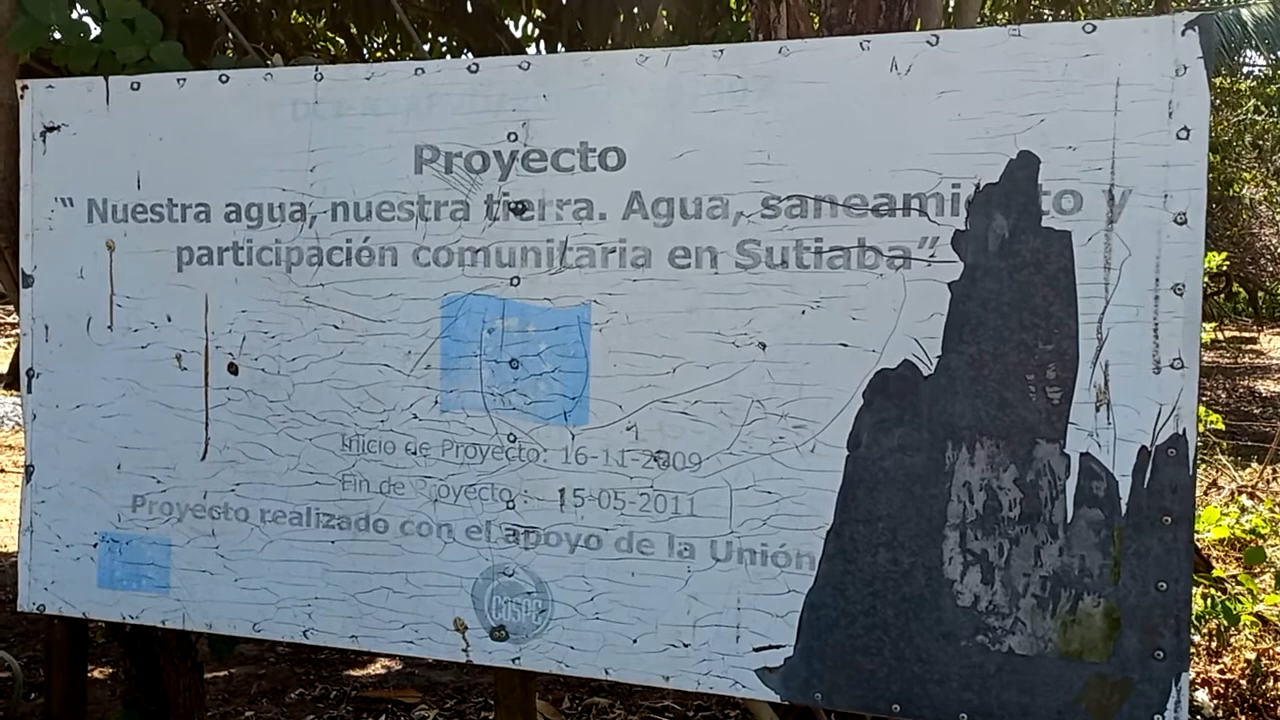 Proyecto
“ Nuestra agua, nuestra tierra. Agua, saneami to y
participación comunitaria en Sutiaba”
Inicio de Proyecto: 16-11-2009
Fin de Proyecto : 15-05-2011
Proyecto realizado con el apoyo de la Unión
COSPE